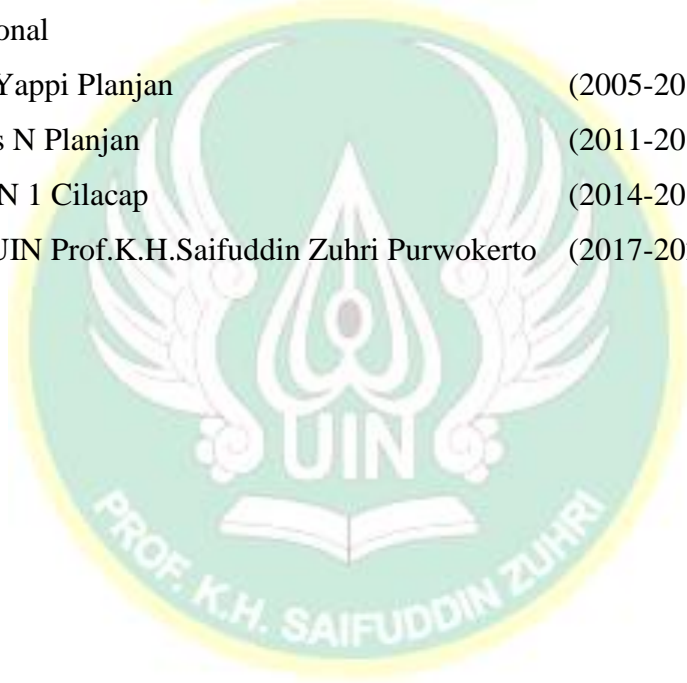 onal
Yappi Planjan (2005-20
s N Planjan (2011-20
N 1 Cilacap (2014-20
UIN Prof.K.H.Saifuddin Zuhri Purwokerto (2017-20
UIN
PROF. K.H. SAIFUDDIN ZUHRI